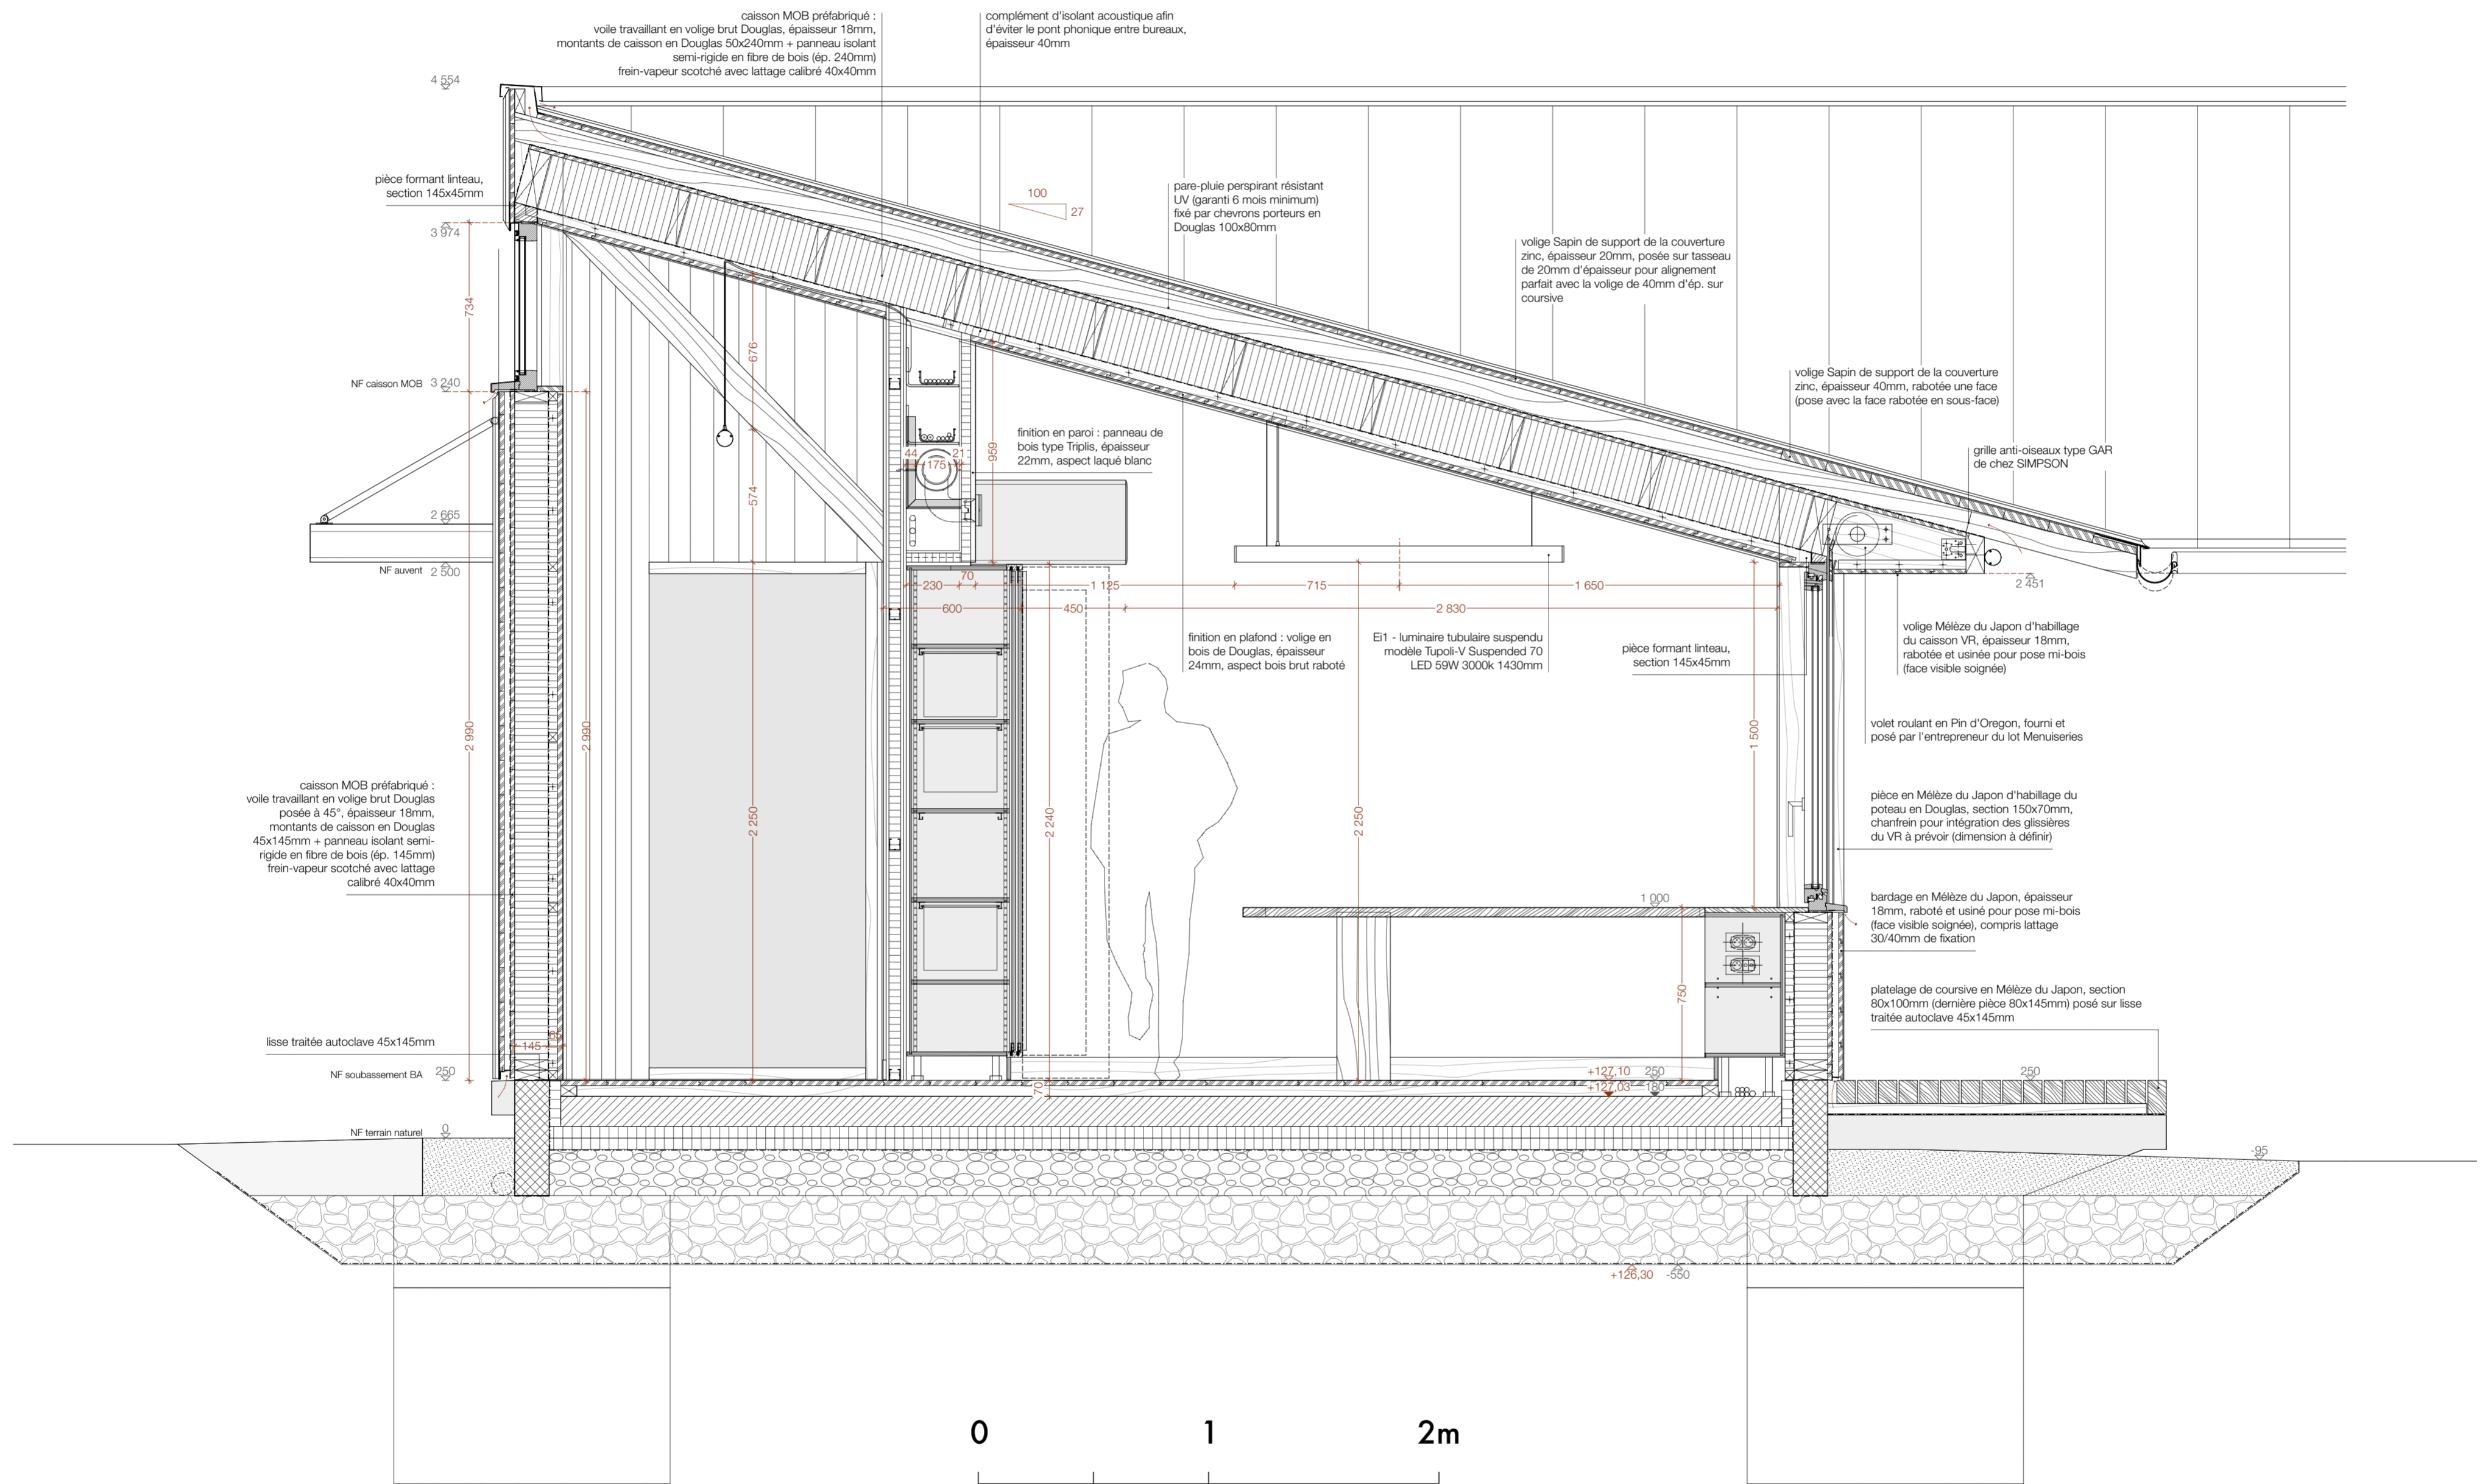 caisson MOB préfabriqué :
voile travaillant en volige brut Douglas, épaisseur 18mm,
montants de caisson en Douglas 50x240mm + panneau isolant
semi-rigide en fibre de bois (ép. 240mm)
frein-vapeur scotché avec lattage calibré 40x40mm
complément d'isolant acoustique afin
d'éviter le pont phonique entre bureaux,
épaisseur 40mm
4 554
pièce formant linteau,
section 145x45mm
3 974
100
27
pare-pluie perspirant résistant
UV (garanti 6 mois minimum)
fixé par chevrons porteurs en
Douglas 100x80mm
volige Sapin de support de la couverture
zinc, épaisseur 20mm, posée sur tasseau
de 20mm d'épaisseur pour alignement
parfait avec la volige de 40mm d'ép. sur
coursive
734
676
NF caisson MOB 3 240
volige Sapin de support de la couverture
zinc, épaisseur 40mm, rabotée une face
(pose avec la face rabotée en sous-face)
finition en paroi : panneau de
bois type Triplis, épaisseur
22mm, aspect laqué blanc
959
44
175
21
grille anti-oiseaux type GAR
de chez SIMPSON
574
2 665
NF auvent 2 500
70
230
1 125
715
1 650
2 451
600
450
2 830
finition en plafond : volige en
bois de Douglas, épaisseur
24mm, aspect bois brut raboté
Ei1 - luminaire tubulaire suspendu
modèle Tupoli-V Suspended 70
LED 59W 3000k 1430mm
pièce formant linteau,
section 145x45mm
volige Mélèze du Japon d'habillage
du caisson VR, épaisseur 18mm,
rabotée et usinée pour pose mi-bois
(face visible soignée)
2 990
2 990
1 500
volet roulant en Pin d'Oregon, fourni et
posé par l'entrepreneur du lot Menuiseries
caisson MOB préfabriqué :
voile travaillant en volige brut Douglas
posée à 45°, épaisseur 18mm,
montants de caisson en Douglas
45x145mm + panneau isolant semi-
rigide en fibre de bois (ép. 145mm)
frein-vapeur scotché avec lattage
calibré 40x40mm
2 250
2 240
2 250
pièce en Mélèze du Japon d'habillage du
poteau en Douglas, section 150x70mm,
chanfrein pour intégration des glissières
du VR à prévoir (dimension à définir)
1 000
bardage en Mélèze du Japon, épaisseur
18mm, raboté et usiné pour pose mi-bois
(face visible soignée), compris lattage
30/40mm de fixation
750
platelage de coursive en Mélèze du Japon, section
80x100mm (dernière pièce 80x145mm) posé sur lisse
traitée autoclave 45x145mm
lisse traitée autoclave 45x145mm
145
65
NF soubassement BA 250
70
+127,10 250
+127,03 180
250
NF terrain naturel 0
-95
+126,30 -550
0 1 2m